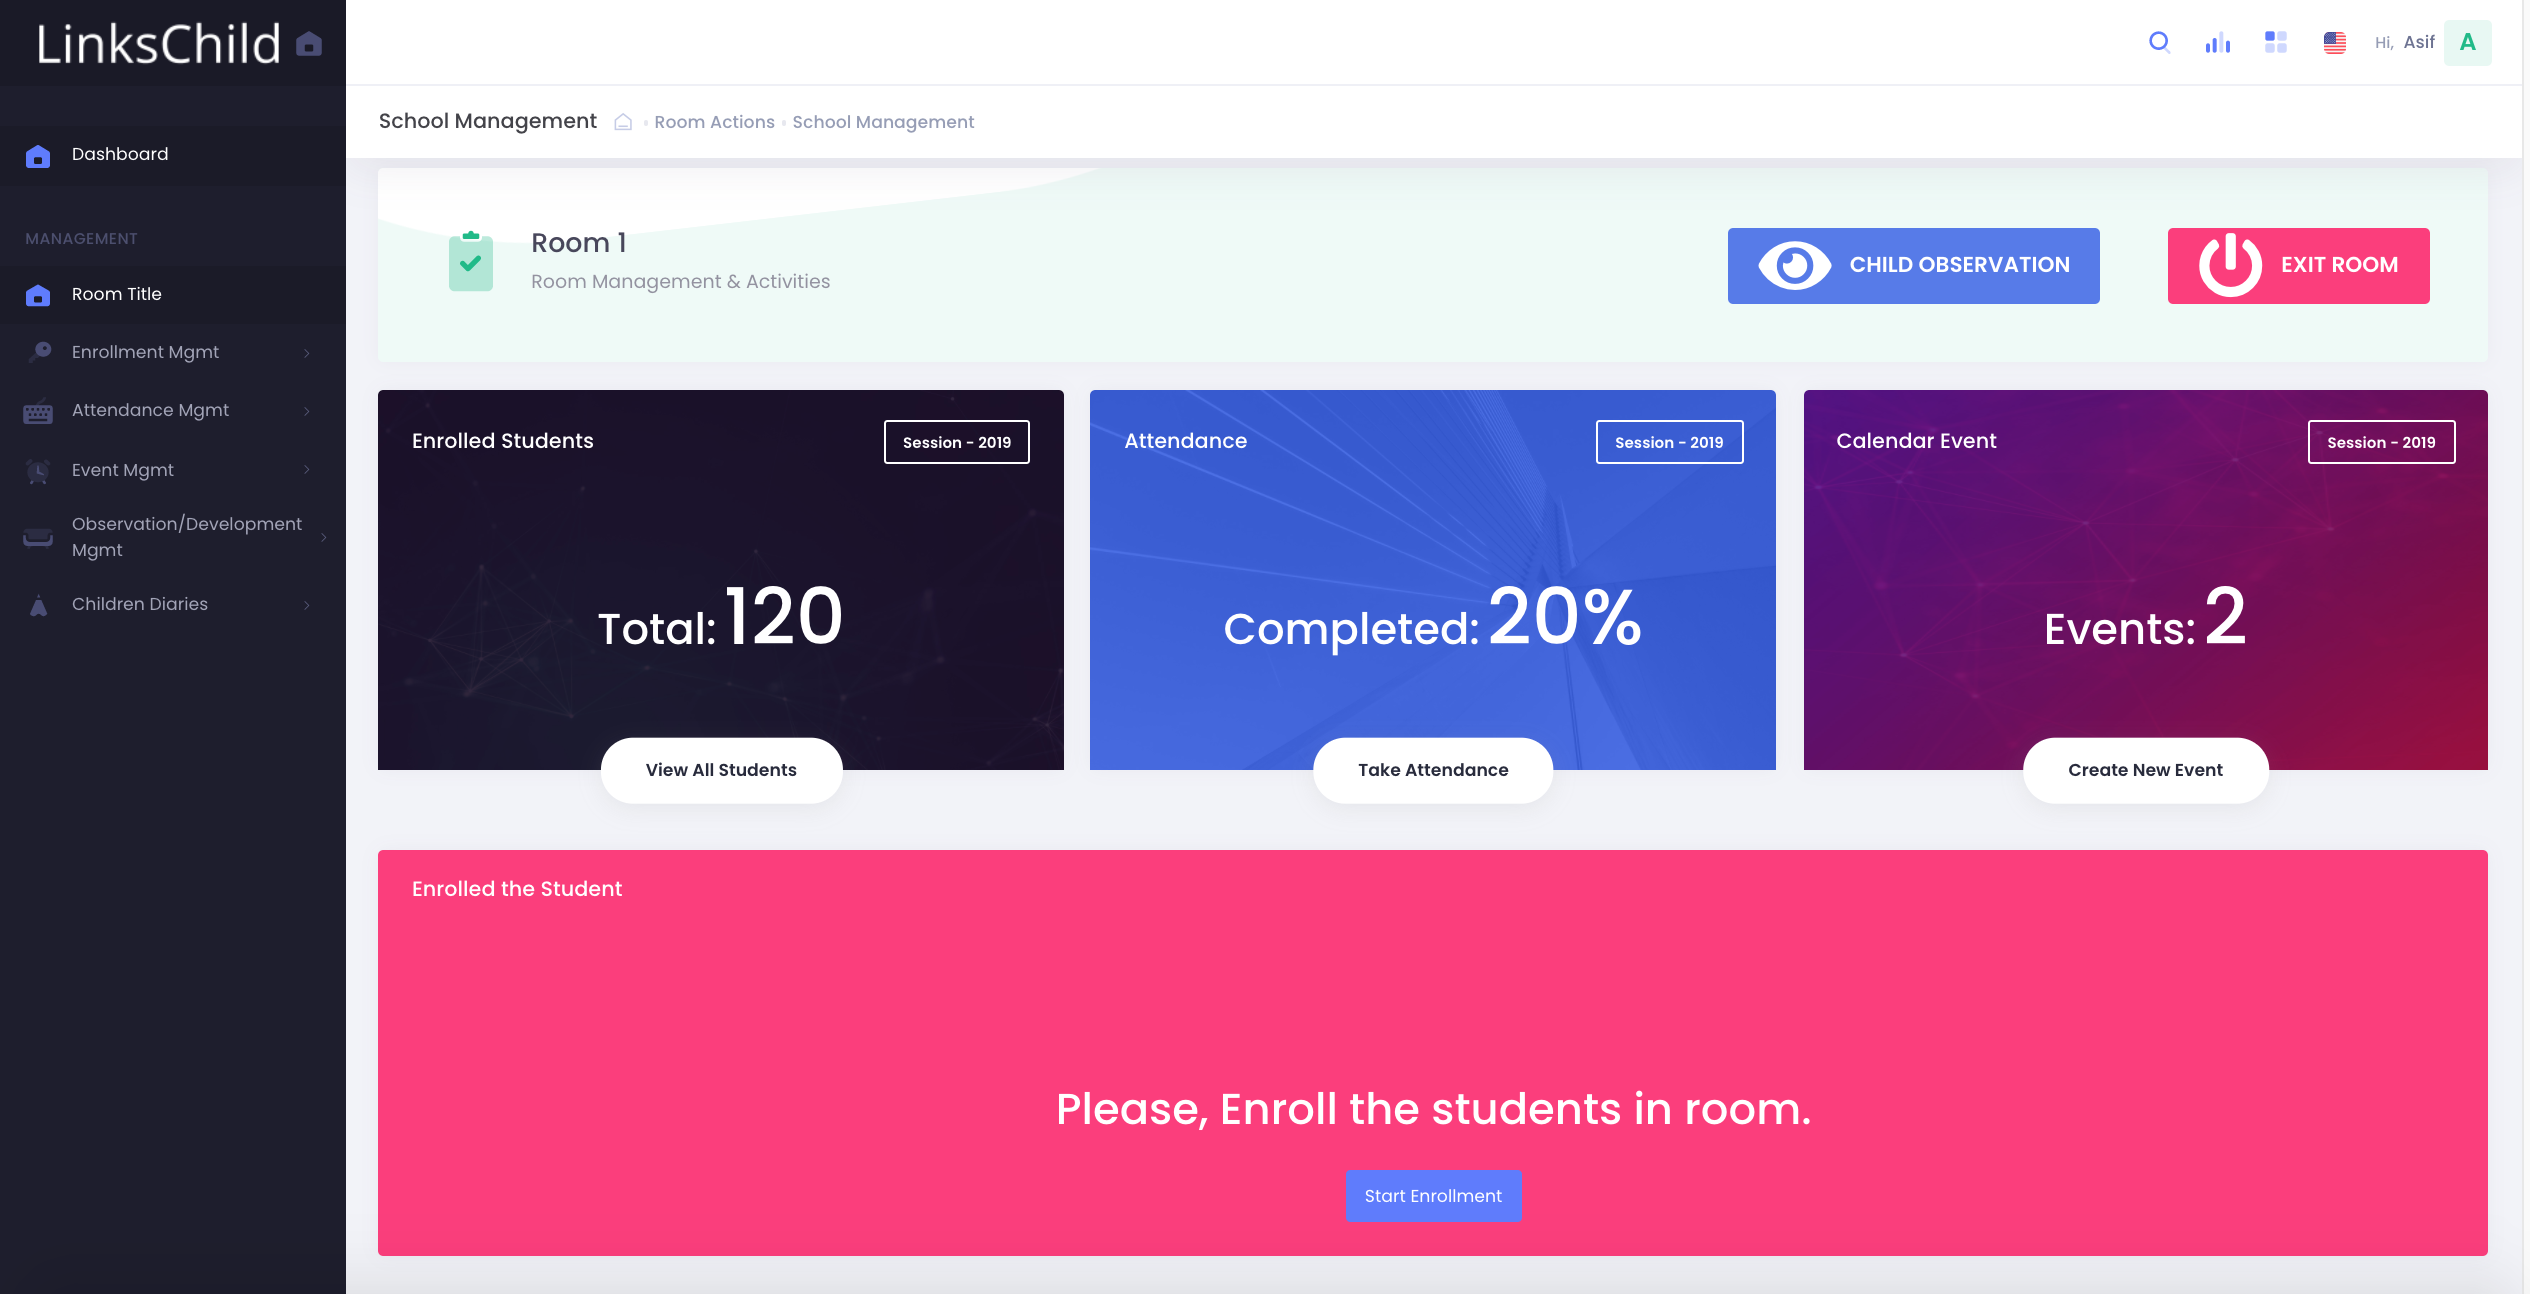 LinksChild
Hi, Asif A
School Management Room Actions School Management
Dashboard
MANAGEMENT
Room Title
Enrollment Mgmt
Attendance Mgmt
Event Mgmt
Observation/Development
Mgmt
Children Diaries
Room 1
Room Management & Activities
CHILD OBSERVATION
EXIT ROOM
Enrolled Students
Session - 2019
Total: 120
View All Students
Attendance
Session - 2019
Completed: 20%
Take Attendance
Calendar Event
Session - 2019
Events: 2
Create New Event
Enrolled the Student
Please, Enroll the students in room.
Start Enrollment